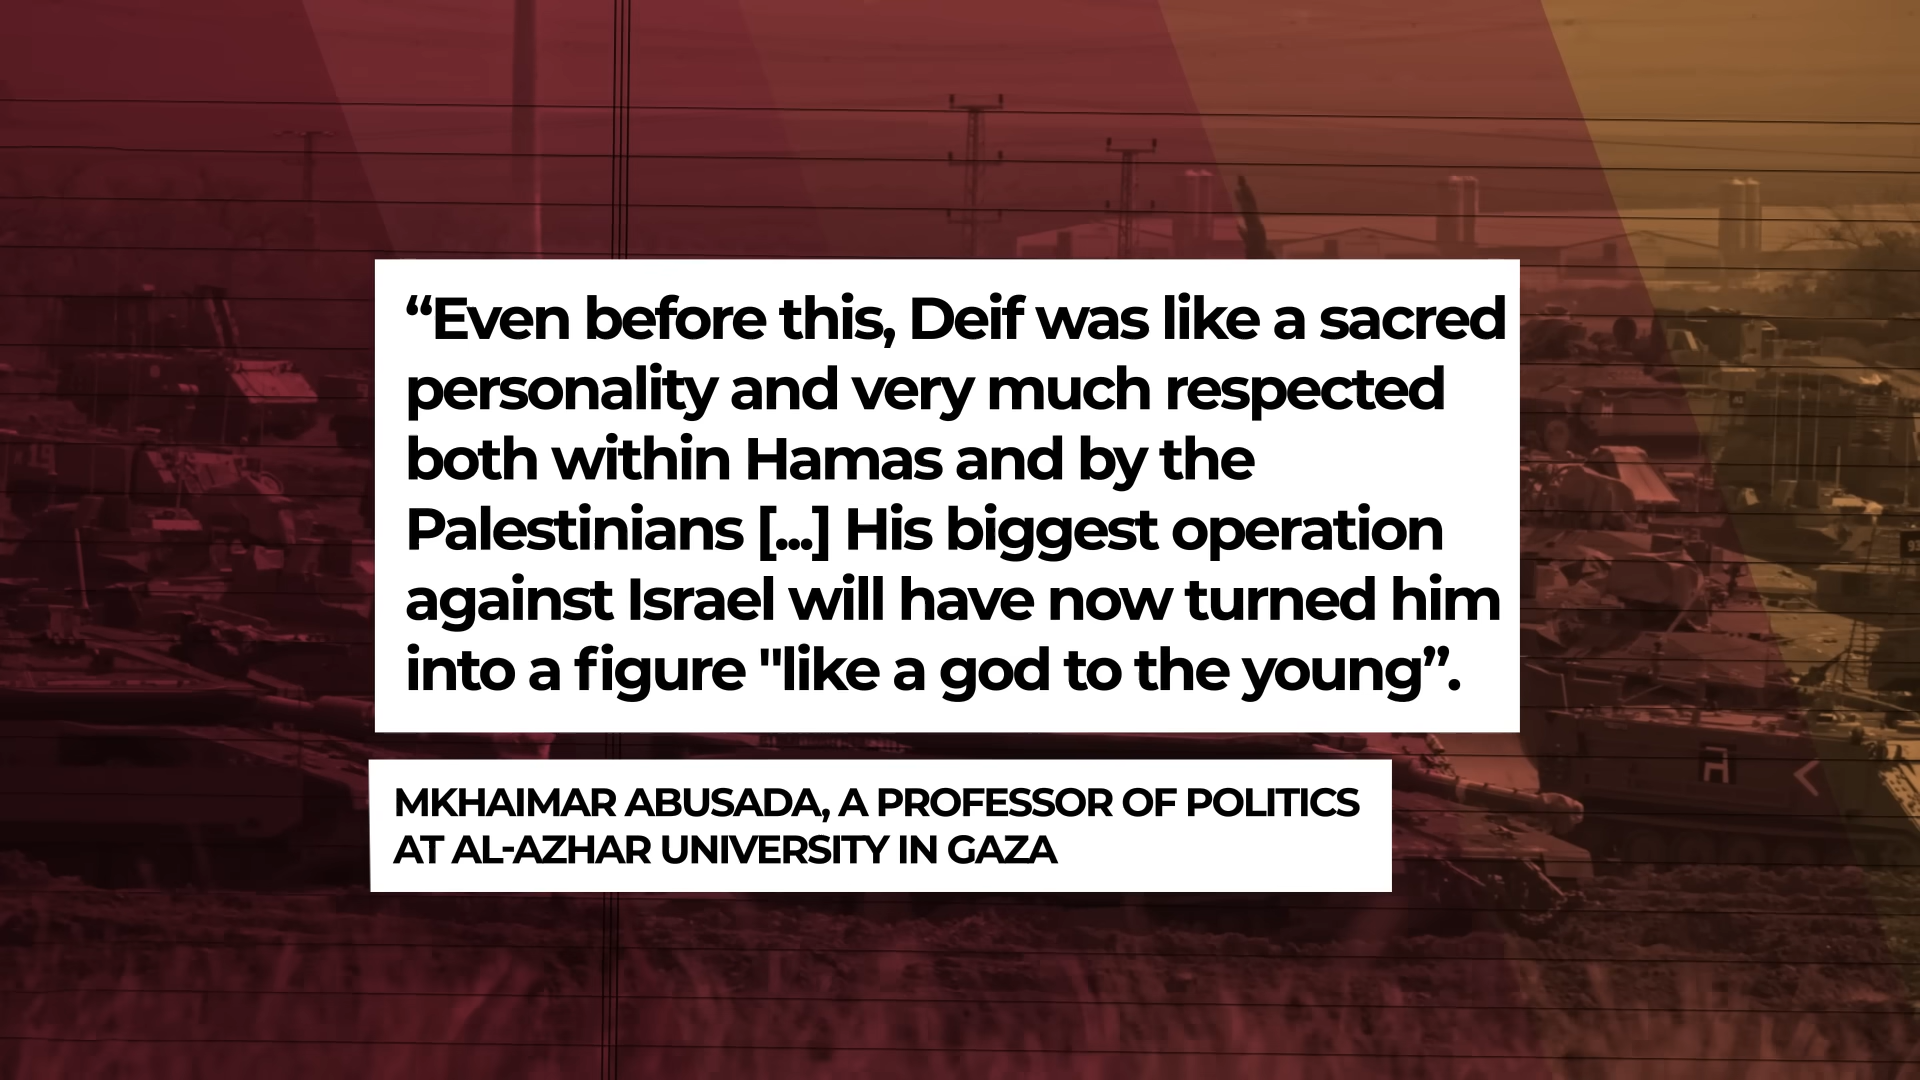 “Even before this, Deif was like a sacred
personality and very much respected
both within Hamas and by the
Palestinians [...] His biggest operation
against Israel will have now turned him
into a figure "like a god to the young”.
MKHAIMAR ABUSADA, A PROFESSOR OF POLITICS
AT AL-AZHAR UNIVERSITY IN GAZA